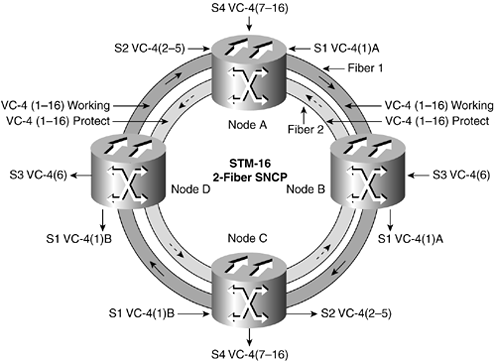 S4 VC-4(7–16)
S2 VC-4(2–5)
S1 VC-4(1)A
Fiber 1
VC-4 (1–16) Working
VC-4 (1–16) Protect
VC-4 (1–16) Working
VC-4 (1–16) Protect
Node A
Fiber 2
STM-16
2-Fiber SNCP
S3 VC-4(6)
Node D
Node B
S3 VC-4(6)
S1 VC-4(1)B
Node C
S1 VC-4(1)A
S1 VC-4(1)B
S2 VC-4(2–5)
S4 VC-4(7–16)